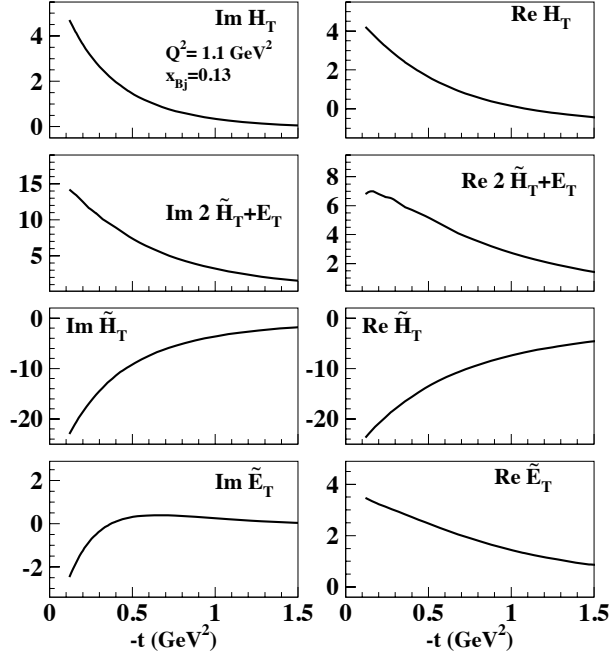 Im H_T
Q^2= 1.1 GeV^2
x_Bj=0.13
4
2
0
Re H_T
4
2
0
Im 2 H̃_T+E_T
15
10
5
Re 2 H̃_T+E_T
8
6
4
2
Im H̃_T
0
-10
-20
Re H̃_T
0
-10
-20
Im Ẽ_T
2
0
-2
0 0.5 1 1.5
-t (GeV^2)
Re Ẽ_T
4
2
0
0 0.5 1 1.5
-t (GeV^2)